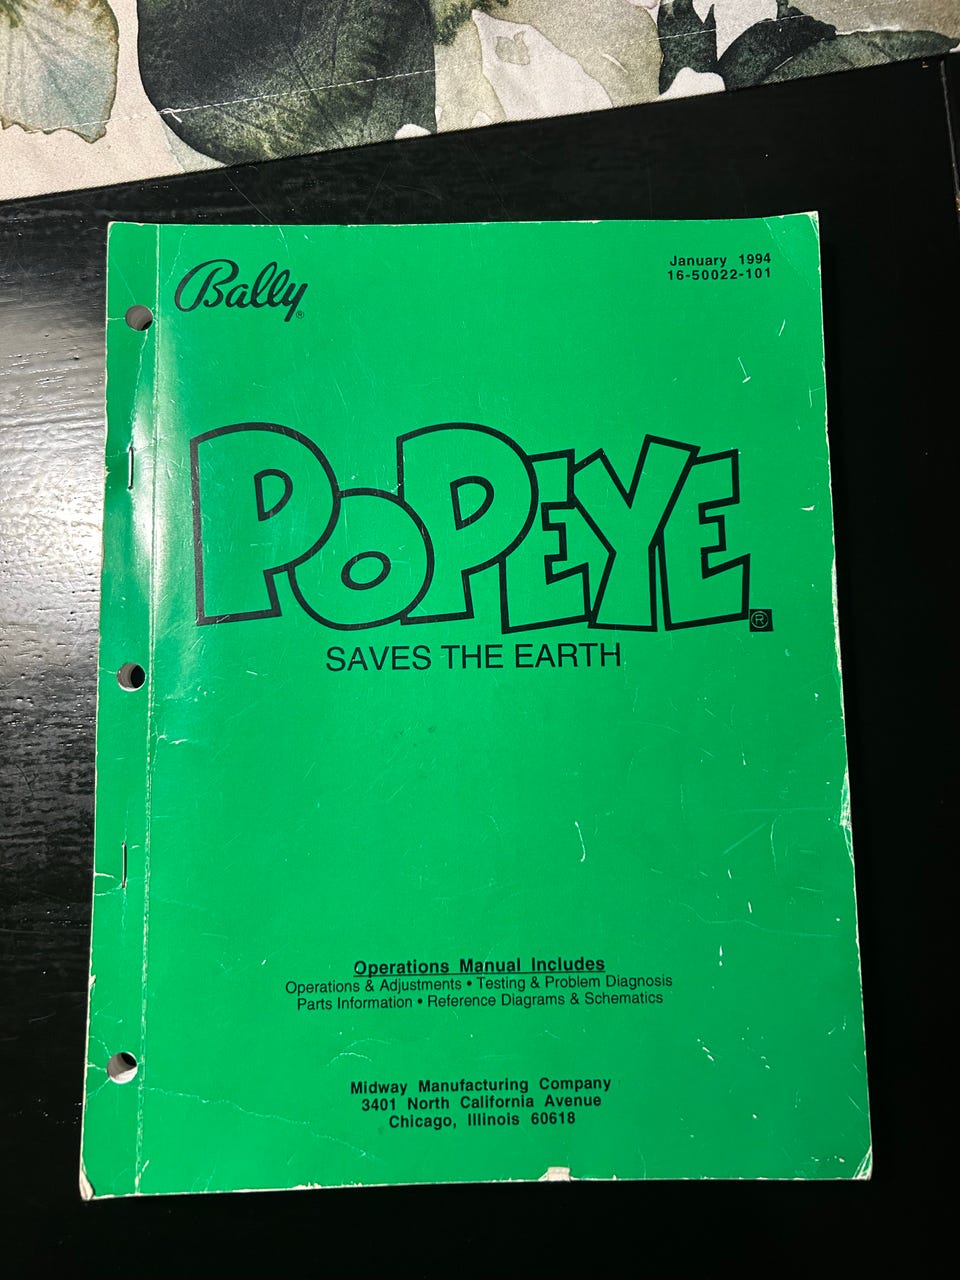 Bally®
January 1994
16-50022-101
POPEYE®
SAVES THE EARTH
Operations Manual Includes
Operations & Adjustments • Testing & Problem Diagnosis
Parts Information • Reference Diagrams & Schematics
Midway Manufacturing Company
3401 North California Avenue
Chicago, Illinois 60618